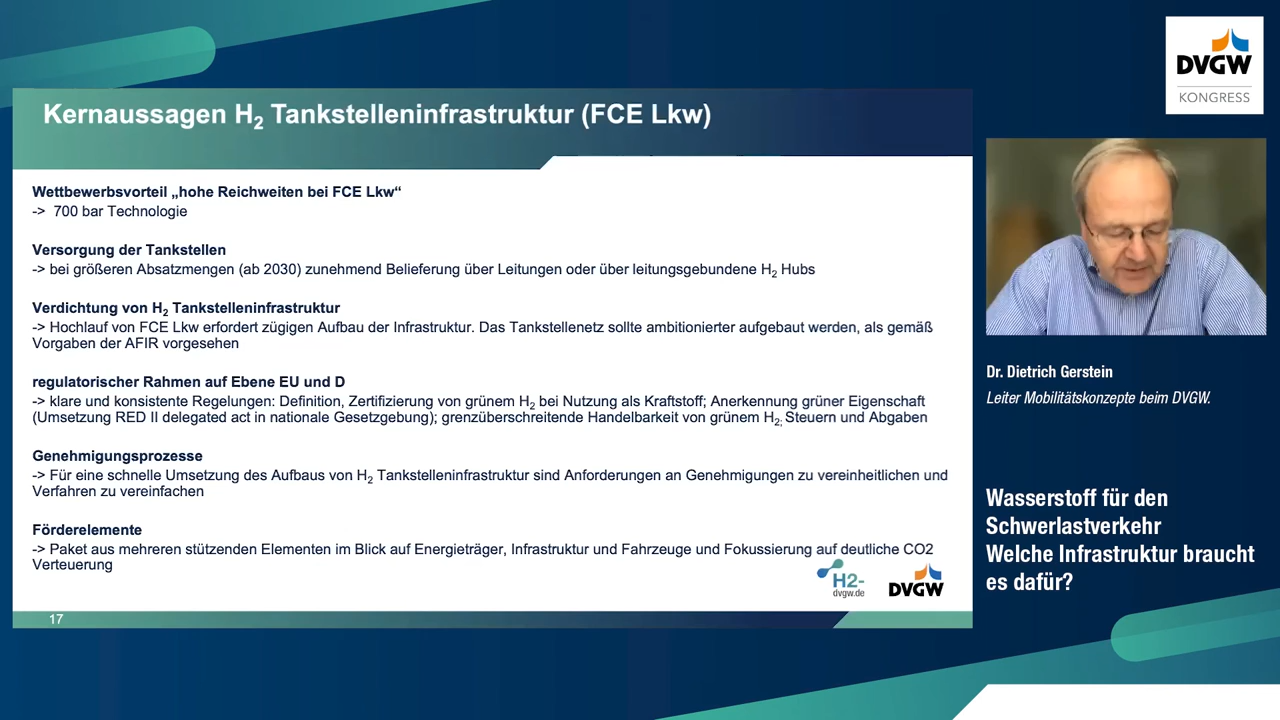 DVGW
KONGRESS
Kernaussagen H₂ Tankstelleninfrastruktur (FCE Lkw)
Wettbewerbsvorteil „hohe Reichweiten bei FCE Lkw“
-> 700 bar Technologie
Versorgung der Tankstellen
-> bei größeren Absatzmengen (ab 2030) zunehmend Belieferung über Leitungen oder über leitungsgebundene H₂ Hubs
Verdichtung von H₂ Tankstelleninfrastruktur
-> Hochlauf von FCE Lkw erfordert zügigen Aufbau der Infrastruktur. Das Tankstellenetz sollte ambitionierter aufgebaut werden, als gemäß
Vorgaben der AFIR vorgesehen
regulatorischer Rahmen auf Ebene EU und D
-> klare und konsistente Regelungen: Definition, Zertifizierung von grünem H₂ bei Nutzung als Kraftstoff; Anerkennung grüner Eigenschaft
(Umsetzung RED II delegated act in nationale Gesetzgebung); grenzüberschreitende Handelbarkeit von grünem H₂; Steuern und Abgaben
Genehmigungsprozesse
-> Für eine schnelle Umsetzung des Aufbaus von H₂ Tankstelleninfrastruktur sind Anforderungen an Genehmigungen zu vereinheitlichen und
Verfahren zu vereinfachen
Förderelemente
-> Paket aus mehreren stützenden Elementen im Blick auf Energieträger, Infrastruktur und Fahrzeuge und Fokussierung auf deutliche CO2
Verteuerung
H2-
dvgw.de
DVGW
17
Dr. Dietrich Gerstein
Leiter Mobilitätskonzepte beim DVGW.
Wasserstoff für den
Schwerlastverkehr
Welche Infrastruktur braucht
es dafür?